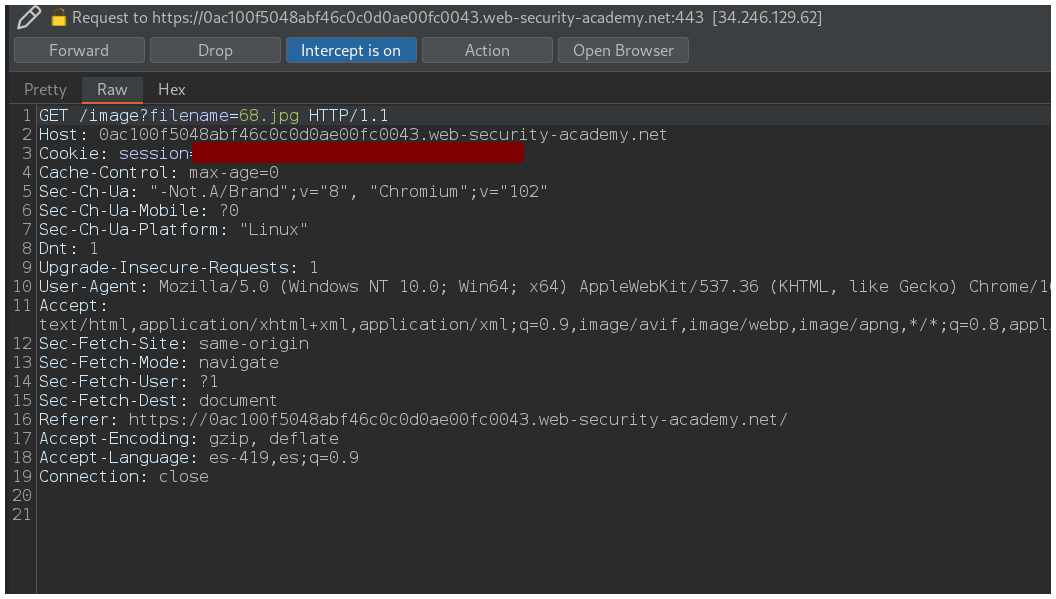 Request to https://0ac100f5048abf46c0c0d0ae00fc0043.web-security-academy.net:443 [34.246.129.62]
Forward Drop Intercept is on Action Open Browser
Pretty Raw Hex
1 GET /image?filename=68.jpg HTTP/1.1
2 Host: 0ac100f5048abf46c0c0d0ae00fc0043.web-security-academy.net
3 Cookie: session=
4 Cache-Control: max-age=0
5 Sec-Ch-Ua: "-Not.A/Brand";v="8", "Chromium";v="102"
6 Sec-Ch-Ua-Mobile: ?0
7 Sec-Ch-Ua-Platform: "Linux"
8 Dnt: 1
9 Upgrade-Insecure-Requests: 1
10 User-Agent: Mozilla/5.0 (Windows NT 10.0; Win64; x64) AppleWebKit/537.36 (KHTML, like Gecko)
11 Accept:
text/html,application/xhtml+xml,application/xml;q=0.9,image/avif,image/webp,image/apng,*/*;q=0.8,
12 Sec-Fetch-Site: same-origin
13 Sec-Fetch-Mode: navigate
14 Sec-Fetch-User: ?1
15 Sec-Fetch-Dest: document
16 Referer: https://0ac100f5048abf46c0c0d0ae00fc0043.web-security-academy.net/
17 Accept-Encoding: gzip, deflate
18 Accept-Language: es-419,es;q=0.9
19 Connection: close
20
21